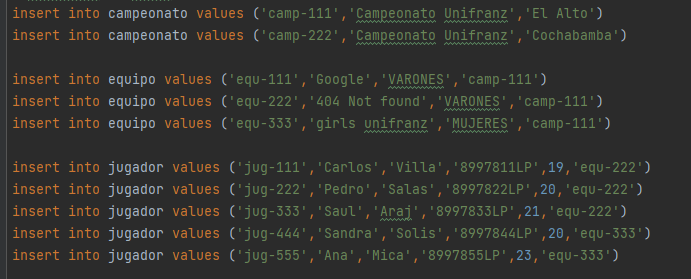 insert into campeonato values ('camp-111','Campeonato Unifranz','El Alto')
insert into campeonato values ('camp-222','Campeonato Unifranz','Cochabamba')
insert into equipo values ('equ-111','Google','VARONES','camp-111')
insert into equipo values ('equ-222','404 Not found','VARONES','camp-111')
insert into equipo values ('equ-333','girls unifranz','MUJERES','camp-111')
insert into jugador values ('jug-111','Carlos','Villa','8997811LP',19,'equ-222')
insert into jugador values ('jug-222','Pedro','Salas','8997822LP',20,'equ-222')
insert into jugador values ('jug-333','Saul','Araj','8997833LP',21,'equ-222')
insert into jugador values ('jug-444','Sandra','Solis','8997844LP',20,'equ-333')
insert into jugador values ('jug-555','Ana','Mica','8997855LP',23,'equ-333')